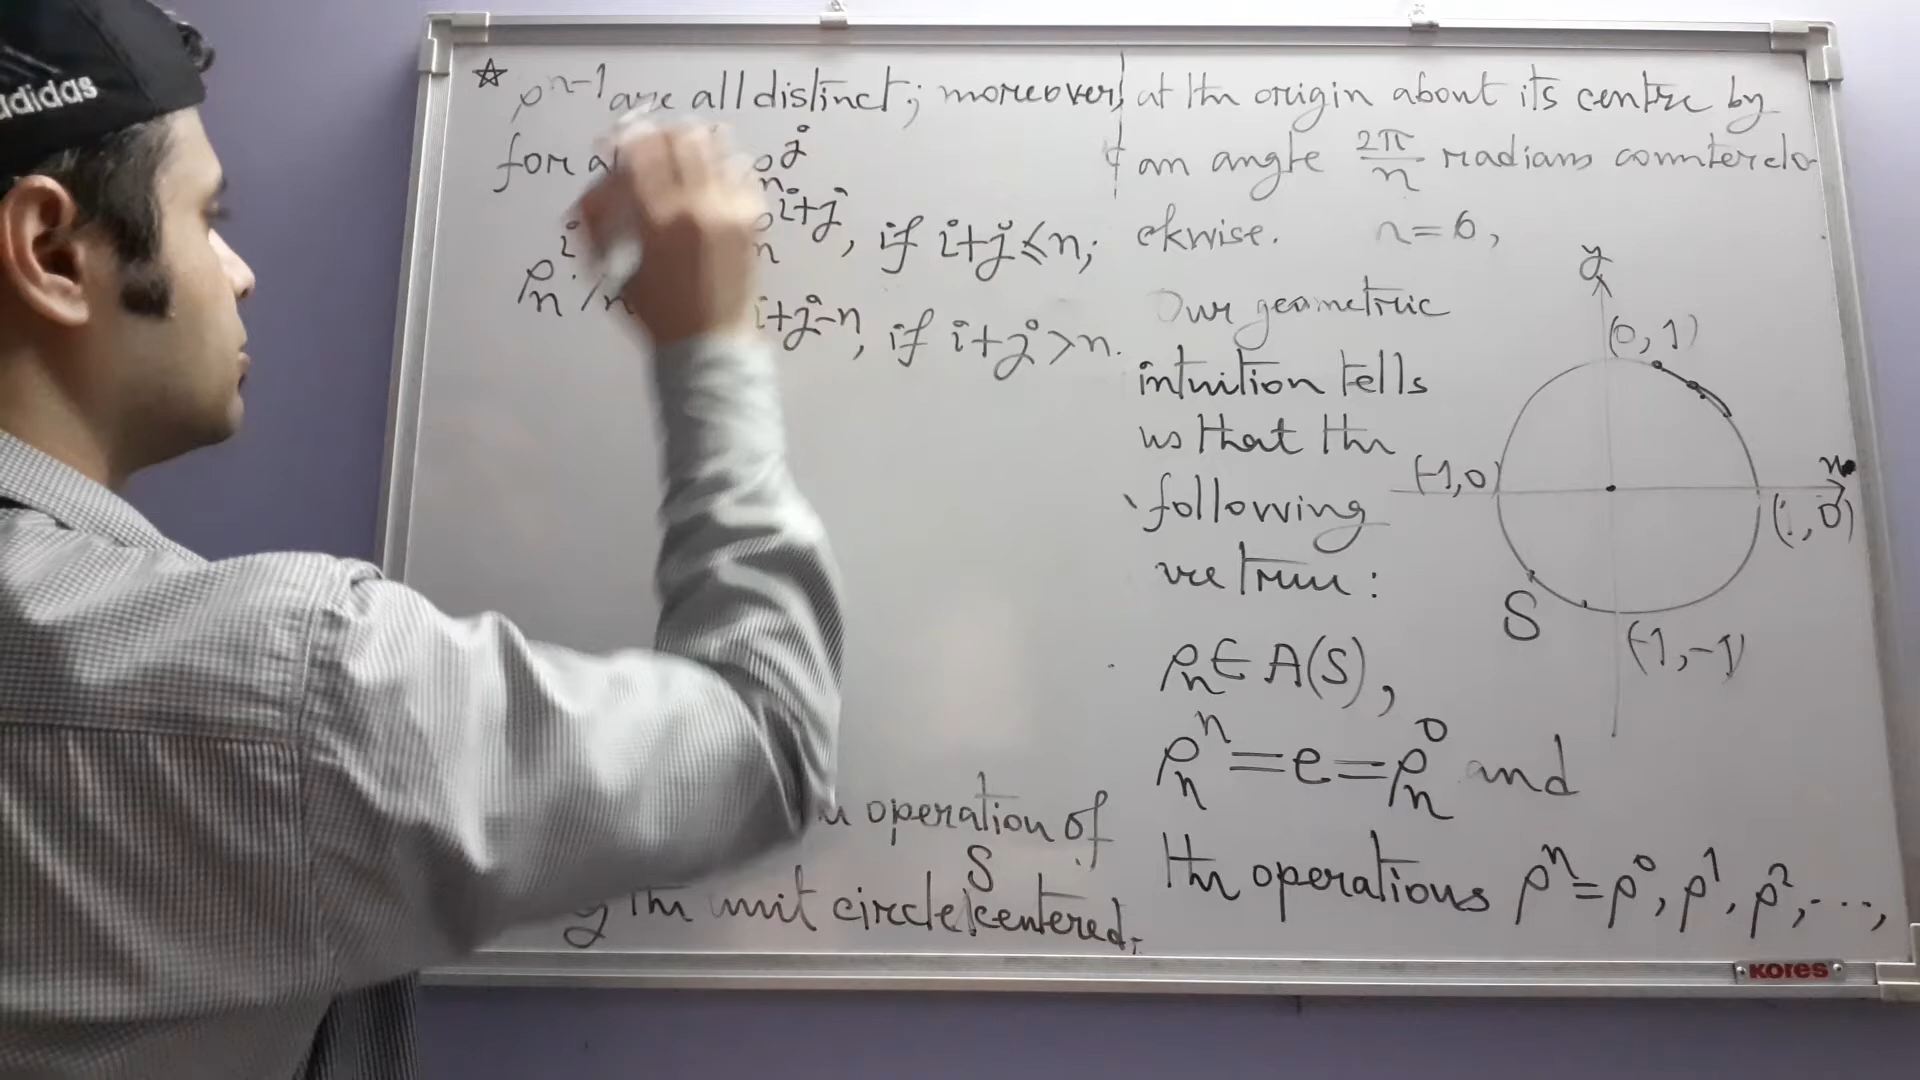 adidas
☆ ρ^{n-1} are all distinct; moreover,
for j
ρ_n^{i+j}, if i+j≤n;
ρ_n^i
i+j-n, if i+j>n.
operation of
S
the unit circle centered
at the origin about its centre by
an angle 2π/n radians counterclo
ckwise. n=6,
Our geometric
intuition tells
us that the
following
are true:
ρ_n ∈ A(S),
ρ_n^n = e = ρ_n^0 and
the operations ρ^n = ρ^0, ρ^1, ρ^2, ...,
y
(0,1)
(-1,0)
x
(1,0)
S
(-1,-1)
KORES